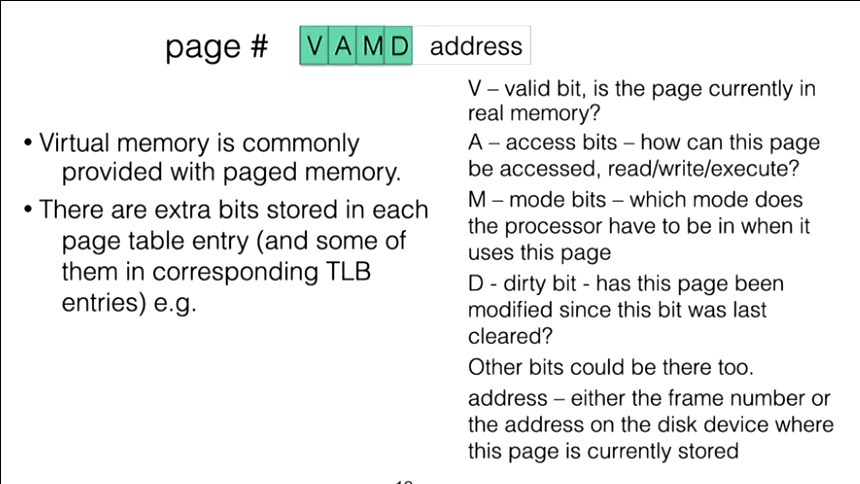 page # V A M D address
• Virtual memory is commonly
provided with paged memory.
• There are extra bits stored in each
page table entry (and some of
them in corresponding TLB
entries) e.g.
V – valid bit, is the page currently in
real memory?
A – access bits – how can this page
be accessed, read/write/execute?
M – mode bits – which mode does
the processor have to be in when it
uses this page
D - dirty bit - has this page been
modified since this bit was last
cleared?
Other bits could be there too.
address – either the frame number or
the address on the disk device where
this page is currently stored